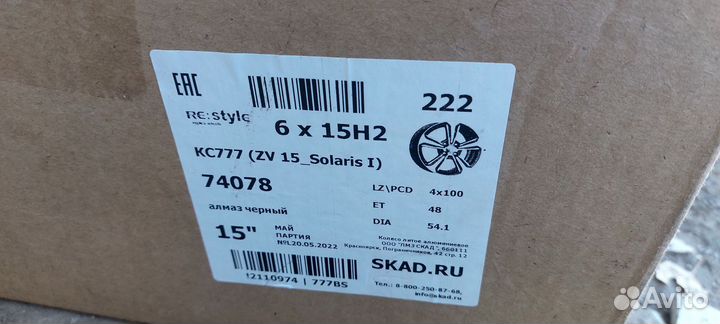 EAC
222
RE:style
6 x 15H2
КС777 (ZV 15_Solaris I)
74078
LZ\PCD 4x100
алмаз черный
ET 48
DIA 54.1
15"
МАЙ
ПАРТИЯ
№L20.05.2022
Колесо литое алюминиевое
ООО "ЛМЗ СКАД", 660111
Красноярск, Пограничников, 42 стр. 12
SKAD.RU
Тел.: 8-800-250-87-68,
info@skad.ru
!2110974 | 777BS
Avito